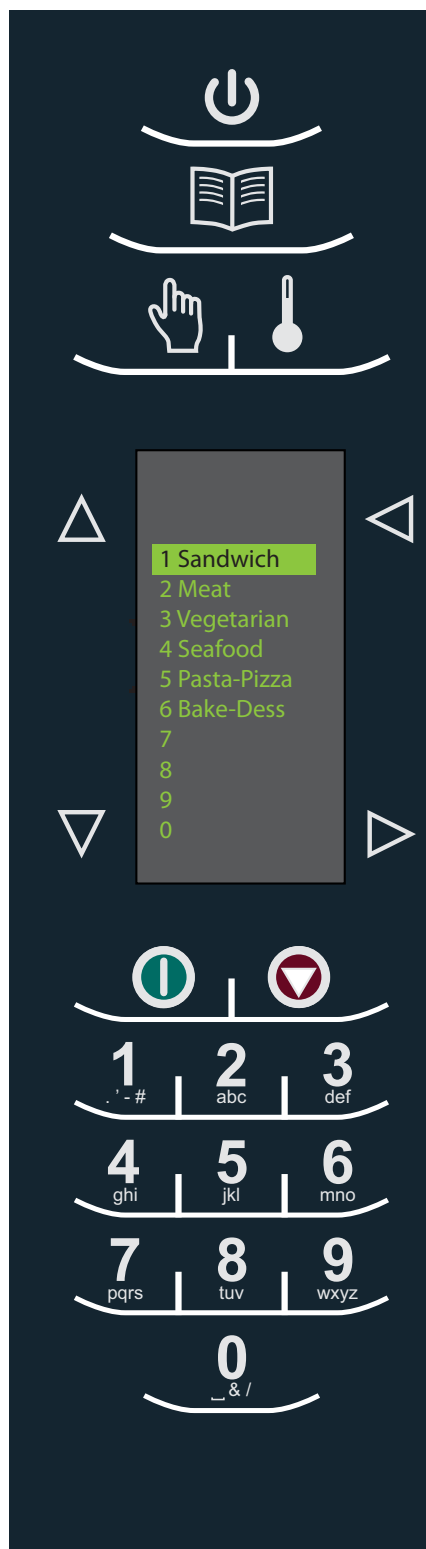 1 Sandwich
2 Meat
3 Vegetarian
4 Seafood
5 Pasta-Pizza
6 Bake-Dess
7
8
9
0
1 2 3
. ' - # abc def
4 5 6
ghi jkl mno
7 8 9
pqrs tuv wxyz
0
⎵ & /